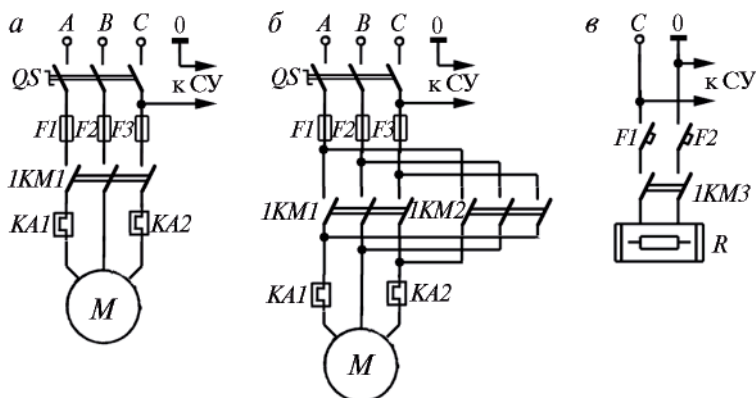 а A B C 0
QS
к СУ
F1 F2 F3
1KM1
KA1 KA2
M
б A B C 0
QS
к СУ
F1 F2 F3
1KM1 1KM2
KA1 KA2
M
в C 0
к СУ
F1 F2
1KM3
R